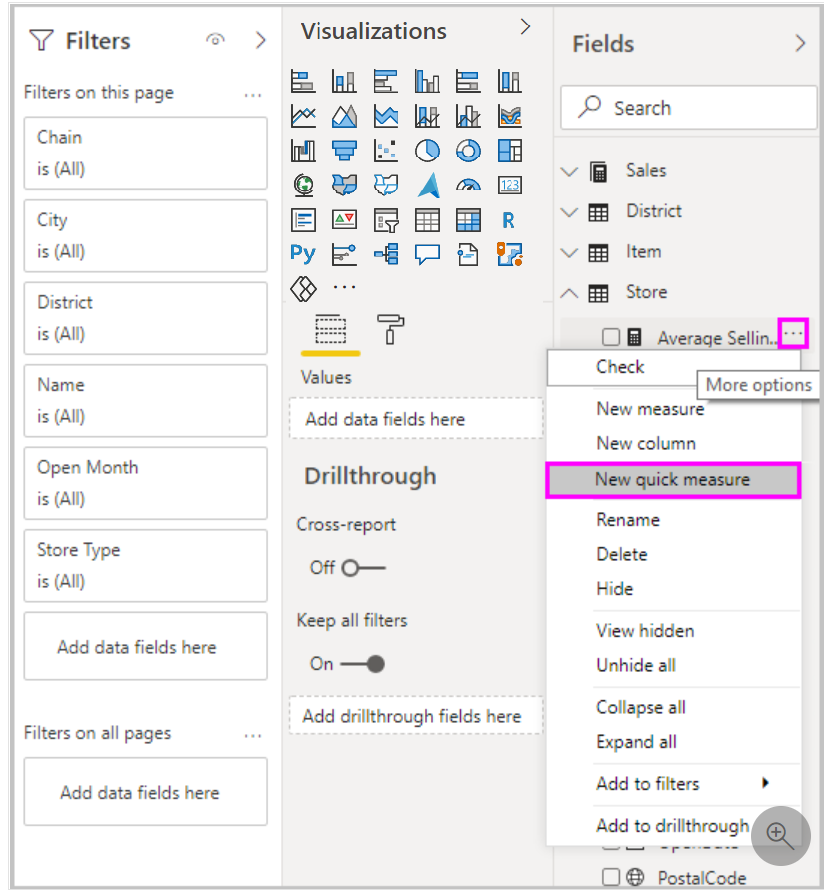 Filters
Filters on this page
...
Chain
is (All)
City
is (All)
District
is (All)
Name
is (All)
Open Month
is (All)
Store Type
is (All)
Add data fields here
Filters on all pages
...
Add data fields here
Visualizations
123
R
Py
...
Values
Add data fields here
Drillthrough
Cross-report
Off
Keep all filters
On
Add drillthrough fields here
Fields
Search
Sales
District
Item
Store
Average Sellin...
...
Check
More options
New measure
New column
New quick measure
Rename
Delete
Hide
View hidden
Unhide all
Collapse all
Expand all
Add to filters
Add to drillthrough
PostalCode